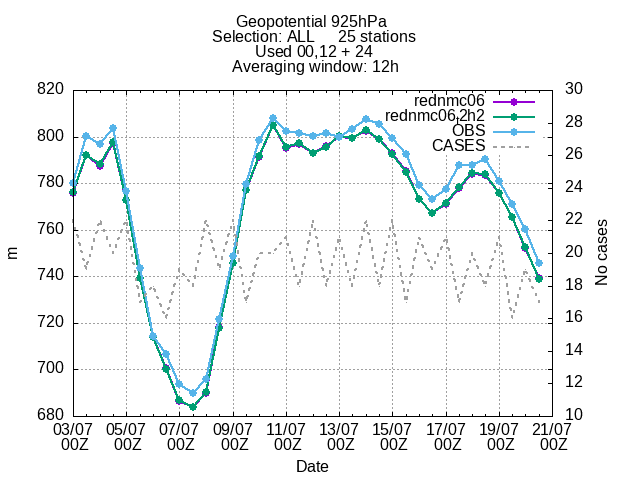 Geopotential 925hPa
Selection: ALL 25 stations
Used 00,12 + 24
Averaging window: 12h
820 30
rednmc06
rednmc06,2h2
OBS
CASES
800 28
26
780 24
760 22
20
740 18
720 16
14
700 12
680 10
m
No cases
03/07 05/07 07/07 09/07 11/07 13/07 15/07 17/07 19/07 21/07
00Z 00Z 00Z 00Z 00Z 00Z 00Z 00Z 00Z 00Z
Date